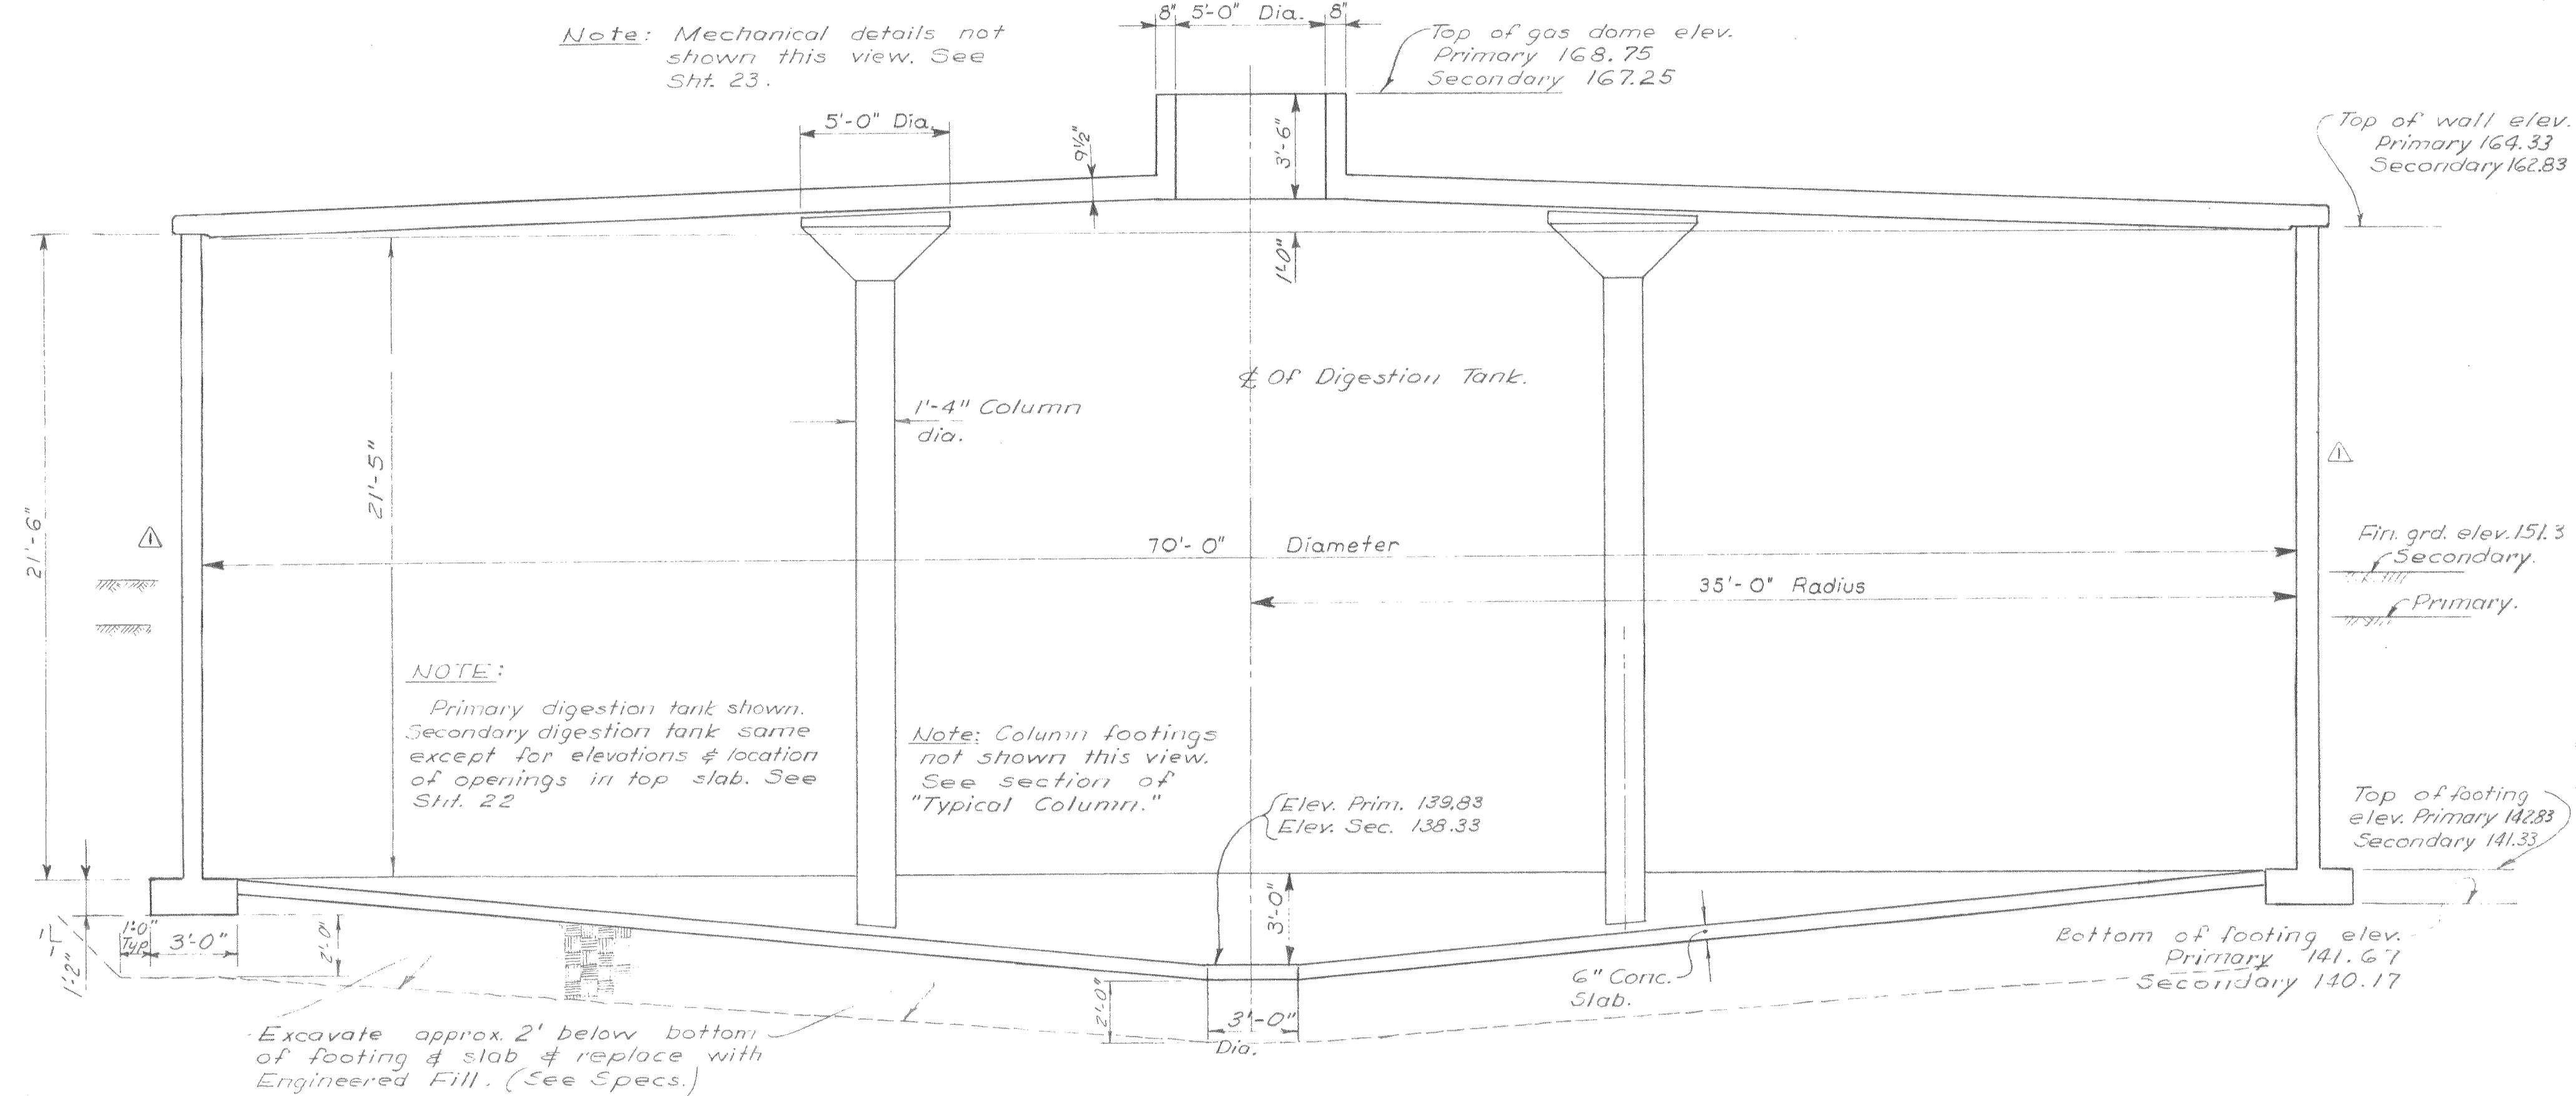 8" 5'-0" Dia. 8"
Note: Mechanical details not
shown this view. See
Sht. 23.
Top of gas dome elev.
Primary 168.75
Secondary 167.25
5'-0" Dia.
9½"
3'-6"
Top of wall elev.
Primary 164.33
Secondary 162.83
1'-0"
℄ Of Digestion Tank.
1'-4" Column
dia.
21'-6"
21'-5"
1
1
70'-0" Diameter
35'-0" Radius
Fin. grd. elev. 151.3
Secondary.
Primary.
NOTE:
Primary digestion tank shown.
Secondary digestion tank same
except for elevations & location
of openings in top slab. See
Sht. 22
Note: Column footings
not shown this view.
See section of
"Typical Column."
Elev. Prim. 139.83
Elev. Sec. 138.33
Top of footing
elev. Primary 142.83
Secondary 141.33
3'-0"
1
1
1'-0"
Typ
3'-0"
2'-0"
1'-2"
6" Conc.
Slab.
Bottom of footing elev.
Primary 141.67
Secondary 140.17
2'-0"
3'-0"
Dia.
Excavate approx. 2' below bottom
of footing & slab & replace with
Engineered Fill. (See Specs.)